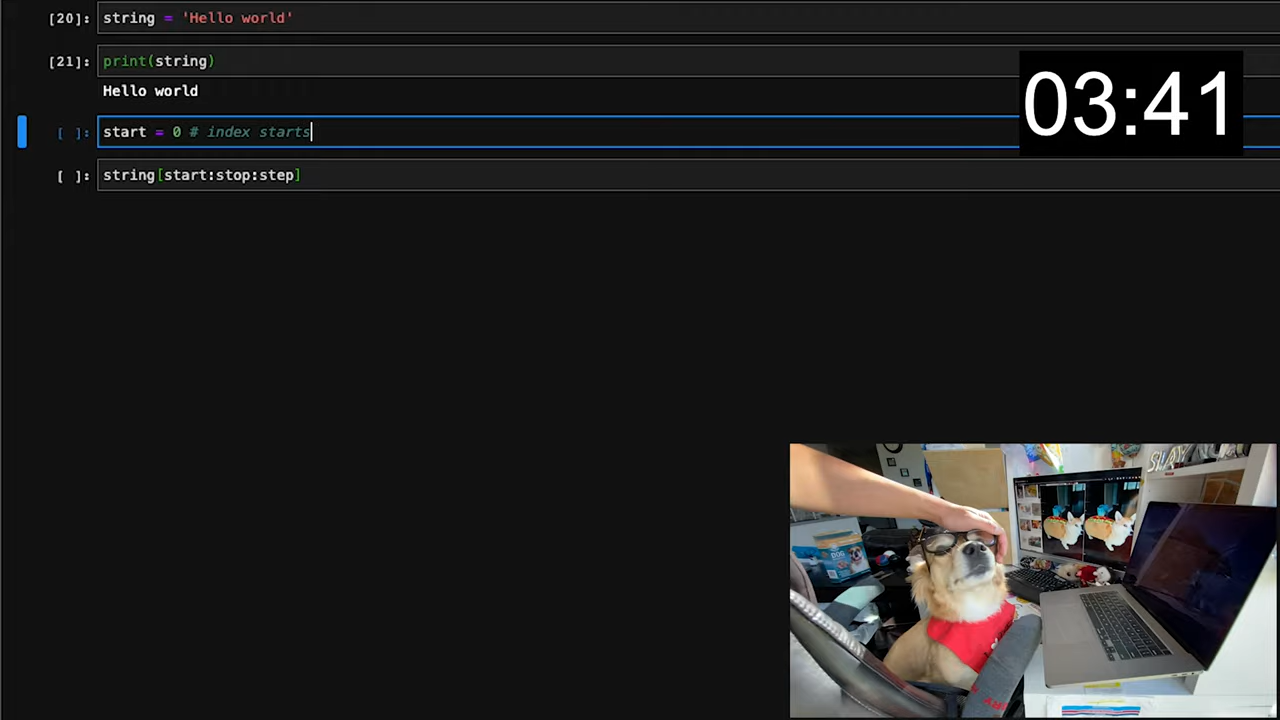 [20]: string = 'Hello world'
[21]: print(string)
Hello world
03:41
[ ]: start = 0 # index starts
[ ]: string[start:stop:step]
DOG